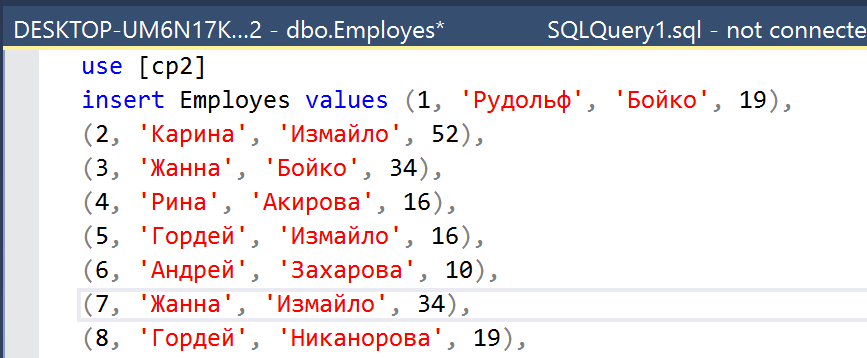 DESKTOP-UM6N17K...2 - dbo.Employes* SQLQuery1.sql - not connecte
use [cp2]
insert Employes values (1, 'Рудольф', 'Бойко', 19),
(2, 'Карина', 'Измайло', 52),
(3, 'Жанна', 'Бойко', 34),
(4, 'Рина', 'Акирова', 16),
(5, 'Гордей', 'Измайло', 16),
(6, 'Андрей', 'Захарова', 10),
(7, 'Жанна', 'Измайло', 34),
(8, 'Гордей', 'Никанорова', 19),